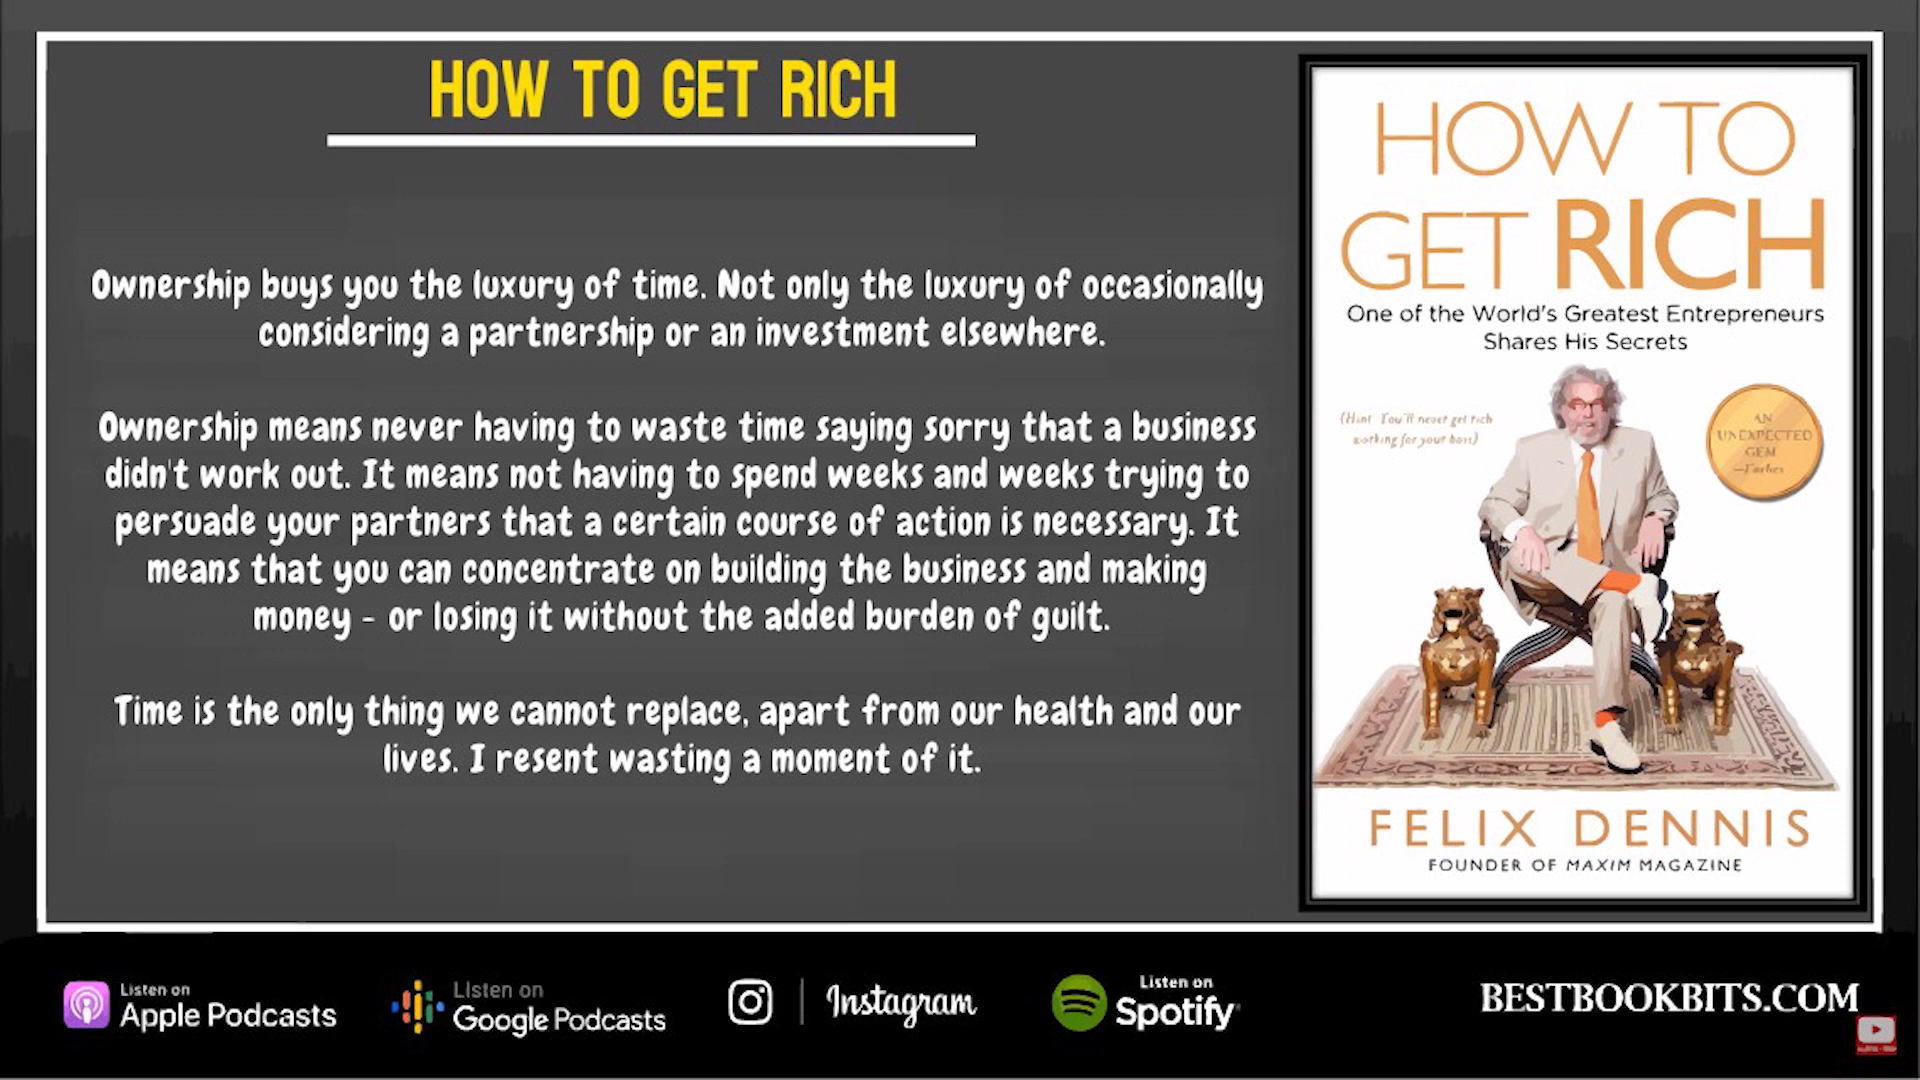 HOW TO GET RICH
Ownership buys you the luxury of time. Not only the luxury of occasionally
considering a partnership or an investment elsewhere.
Ownership means never having to waste time saying sorry that a business
didn't work out. It means not having to spend weeks and weeks trying to
persuade your partners that a certain course of action is necessary. It
means that you can concentrate on building the business and making
money - or losing it without the added burden of guilt.
Time is the only thing we cannot replace, apart from our health and our
lives. I resent wasting a moment of it.
HOW TO
GET RICH
One of the World's Greatest Entrepreneurs
Shares His Secrets
(Hint You'll never get rich
working for your boss)
AN
UNEXPECTED
GEM
—Forbes
FELIX DENNIS
FOUNDER OF MAXIM MAGAZINE
Listen on
Apple Podcasts
Listen on
Google Podcasts
Instagram
Listen on
Spotify
BESTBOOKBITS.COM